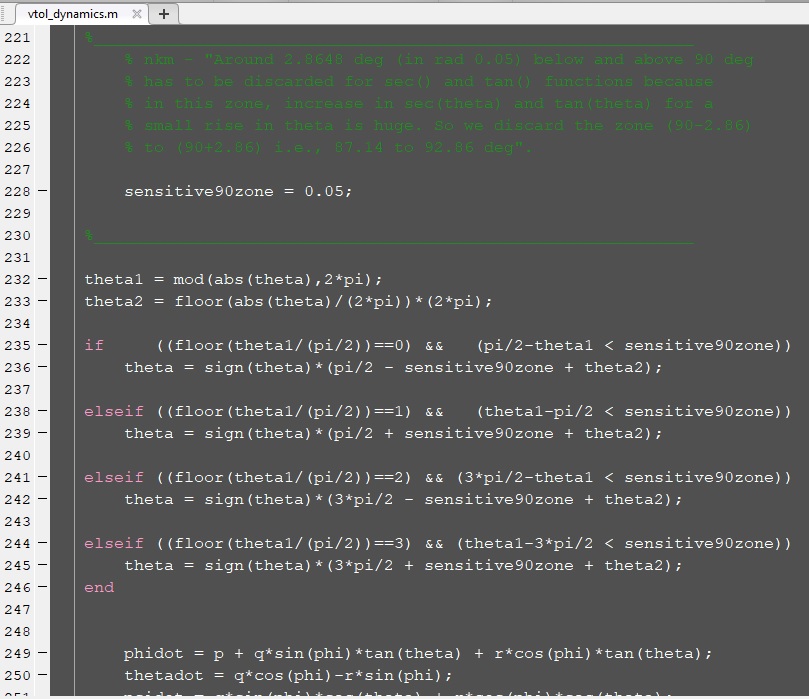 vtol_dynamics.m × +
221 %____________________________________________________________
222 % nkm - "Around 2.8648 deg (in rad 0.05) below and above 90 deg
223 % has to be discarded for sec() and tan() functions because
224 % in this zone, increase in sec(theta) and tan(theta) for a
225 % small rise in theta is huge. So we discard the zone (90-2.86)
226 % to (90+2.86) i.e., 87.14 to 92.86 deg".
227
228 – sensitive90zone = 0.05;
229
230 %____________________________________________________________
231
232 – theta1 = mod(abs(theta),2*pi);
233 – theta2 = floor(abs(theta)/(2*pi))*(2*pi);
234
235 – if ((floor(theta1/(pi/2))==0) && (pi/2-theta1 < sensitive90zone))
236 – theta = sign(theta)*(pi/2 - sensitive90zone + theta2);
237
238 – elseif ((floor(theta1/(pi/2))==1) && (theta1-pi/2 < sensitive90zone))
239 – theta = sign(theta)*(pi/2 + sensitive90zone + theta2);
240
241 – elseif ((floor(theta1/(pi/2))==2) && (3*pi/2-theta1 < sensitive90zone))
242 – theta = sign(theta)*(3*pi/2 - sensitive90zone + theta2);
243
244 – elseif ((floor(theta1/(pi/2))==3) && (theta1-3*pi/2 < sensitive90zone))
245 – theta = sign(theta)*(3*pi/2 + sensitive90zone + theta2);
246 – end
247
248
249 – phidot = p + q*sin(phi)*tan(theta) + r*cos(phi)*tan(theta);
250 – thetadot = q*cos(phi)-r*sin(phi);